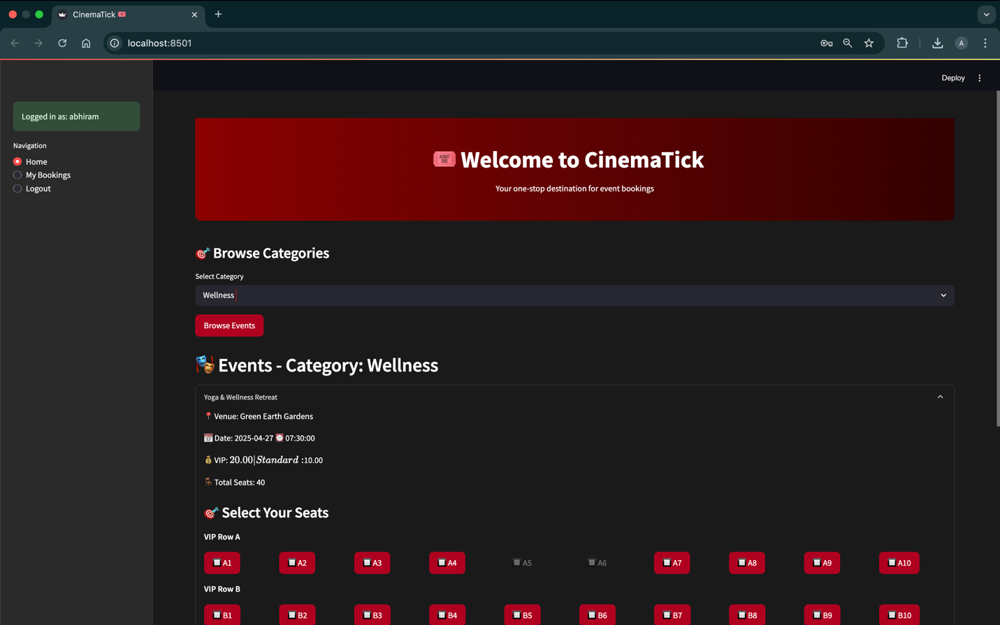 CinemaTick
localhost:8501
A
Deploy
Logged in as: abhiram
Navigation
Home
My Bookings
Logout
ADMIT ONE
Welcome to CinemaTick
Your one-stop destination for event bookings
Browse Categories
Select Category
Wellness
Browse Events
Events - Category: Wellness
Yoga & Wellness Retreat
Venue: Green Earth Gardens
Date: 2025-04-27 07:30:00
VIP: 20.00|Standard:10.00
Total Seats: 40
Select Your Seats
VIP Row A
A1 A2 A3 A4 A5 A6 A7 A8 A9 A10
VIP Row B
B1 B2 B3 B4 B5 B6 B7 B8 B9 B10